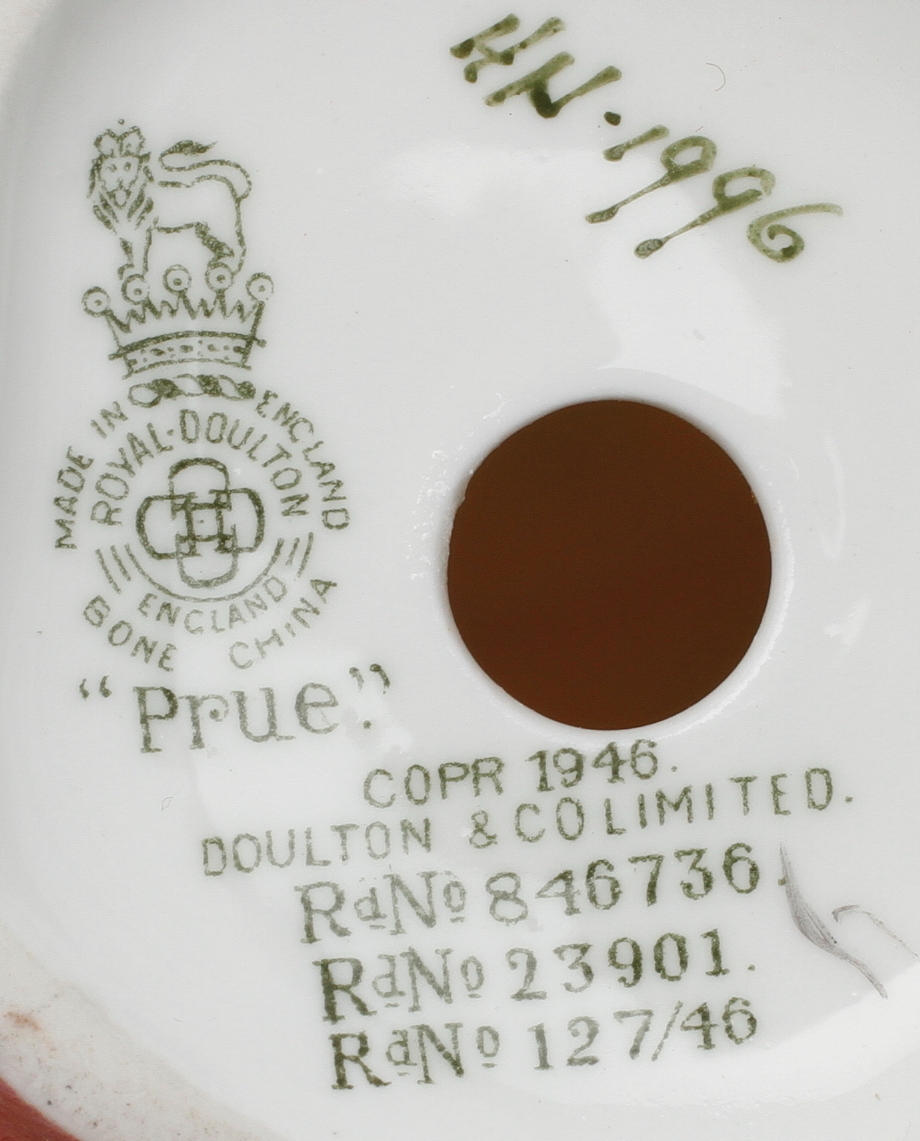 HN·1996
MADE IN ENGLAND
ROYAL·DOULTON
ENGLAND
BONE CHINA
"Prue".
COPR 1946.
DOULTON & CO LIMITED.
RdNo 846736.
RdNo 23901.
RdNo 127/46